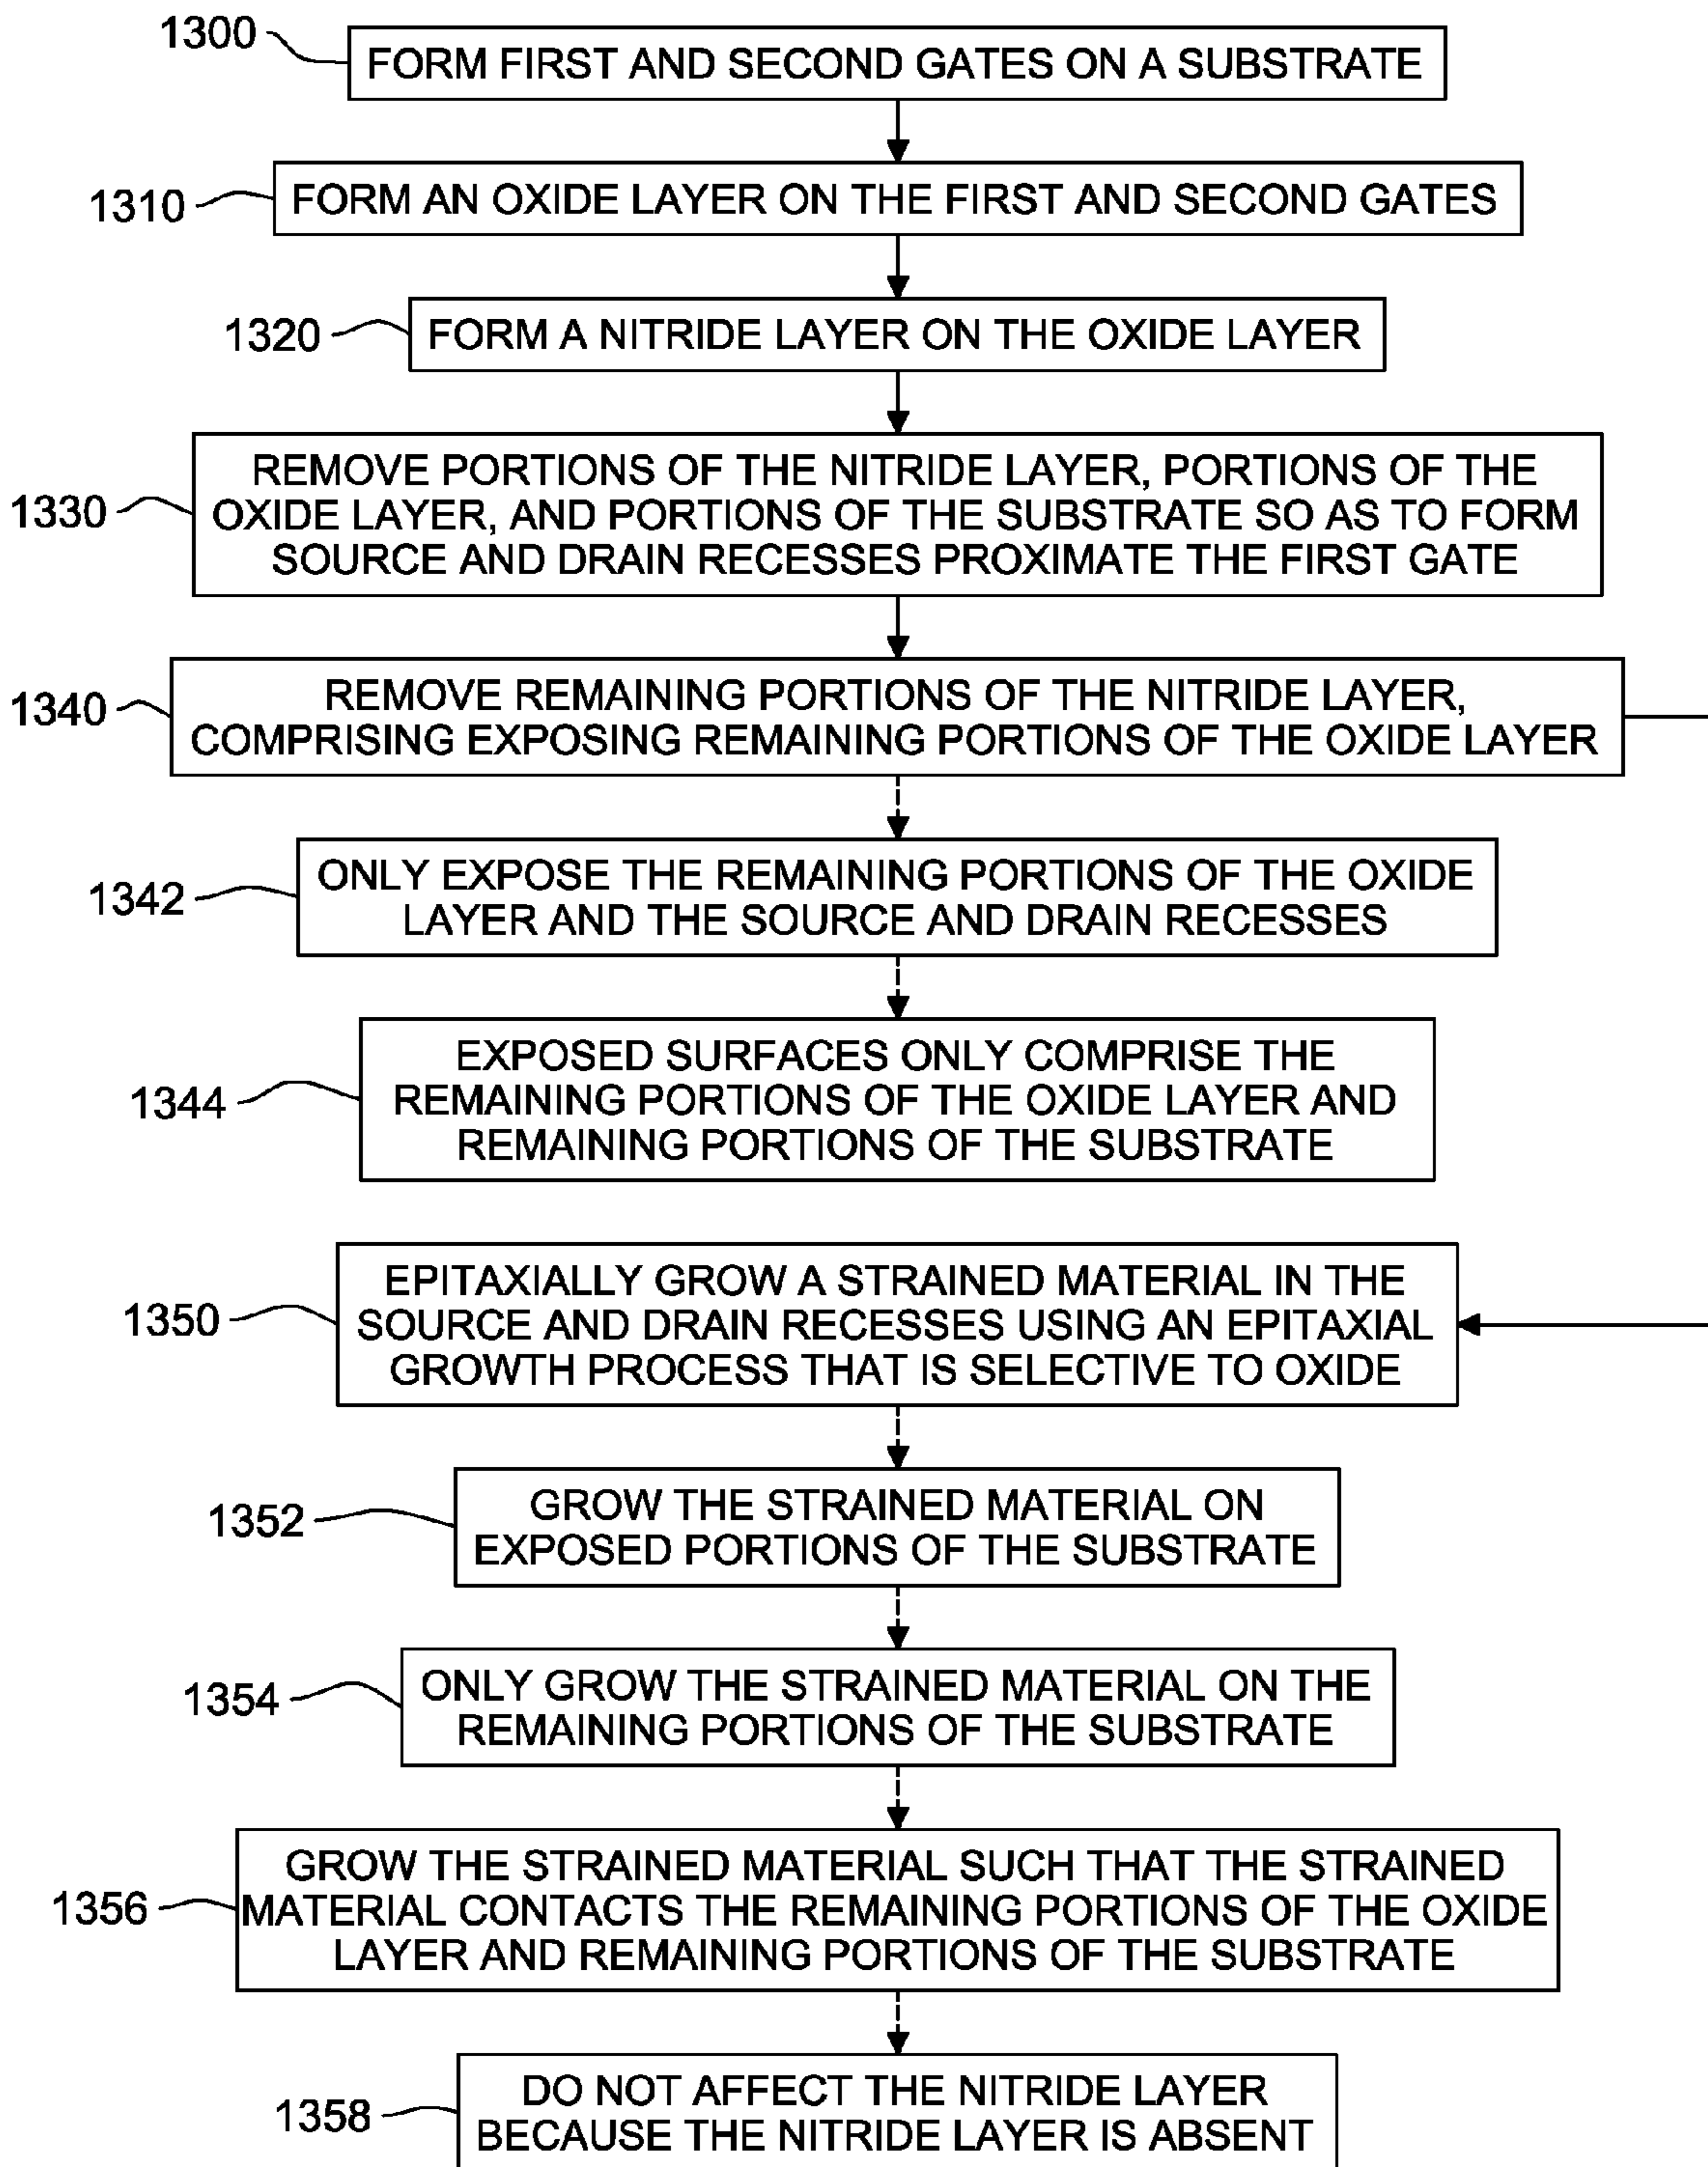 1300
FORM FIRST AND SECOND GATES ON A SUBSTRATE
1310
FORM AN OXIDE LAYER ON THE FIRST AND SECOND GATES
1320
FORM A NITRIDE LAYER ON THE OXIDE LAYER
1330
REMOVE PORTIONS OF THE NITRIDE LAYER, PORTIONS OF THE
OXIDE LAYER, AND PORTIONS OF THE SUBSTRATE SO AS TO FORM
SOURCE AND DRAIN RECESSES PROXIMATE THE FIRST GATE
1340
REMOVE REMAINING PORTIONS OF THE NITRIDE LAYER,
COMPRISING EXPOSING REMAINING PORTIONS OF THE OXIDE LAYER
1342
ONLY EXPOSE THE REMAINING PORTIONS OF THE OXIDE
LAYER AND THE SOURCE AND DRAIN RECESSES
1344
EXPOSED SURFACES ONLY COMPRISE THE
REMAINING PORTIONS OF THE OXIDE LAYER AND
REMAINING PORTIONS OF THE SUBSTRATE
1350
EPITAXIALLY GROW A STRAINED MATERIAL IN THE
SOURCE AND DRAIN RECESSES USING AN EPITAXIAL
GROWTH PROCESS THAT IS SELECTIVE TO OXIDE
1352
GROW THE STRAINED MATERIAL ON
EXPOSED PORTIONS OF THE SUBSTRATE
1354
ONLY GROW THE STRAINED MATERIAL ON THE
REMAINING PORTIONS OF THE SUBSTRATE
1356
GROW THE STRAINED MATERIAL SUCH THAT THE STRAINED
MATERIAL CONTACTS THE REMAINING PORTIONS OF THE OXIDE
LAYER AND REMAINING PORTIONS OF THE SUBSTRATE
1358
DO NOT AFFECT THE NITRIDE LAYER
BECAUSE THE NITRIDE LAYER IS ABSENT